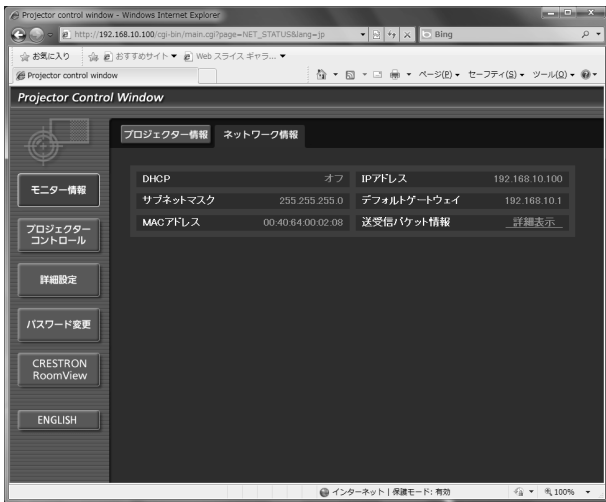 Projector control window - Windows Internet Explorer
http://192.168.10.100/cgi-bin/main.cgi?page=NET_STATUS&lang=jp
Bing
お気に入り おすすめサイト ▼ Web スライス ギャラ... ▼
Projector control window
ページ(P) ▼ セーフティ(S) ▼ ツール(O) ▼
Projector Control Window
プロジェクター情報 ネットワーク情報
DHCP オフ IPアドレス 192.168.10.100
サブネットマスク 255.255.255.0 デフォルトゲートウェイ 192.168.10.1
MACアドレス 00:40:64:00:02:08 送受信パケット情報 詳細表示
モニター情報
プロジェクター
コントロール
詳細設定
パスワード変更
CRESTRON
RoomView
ENGLISH
インターネット | 保護モード: 有効 100% ▼